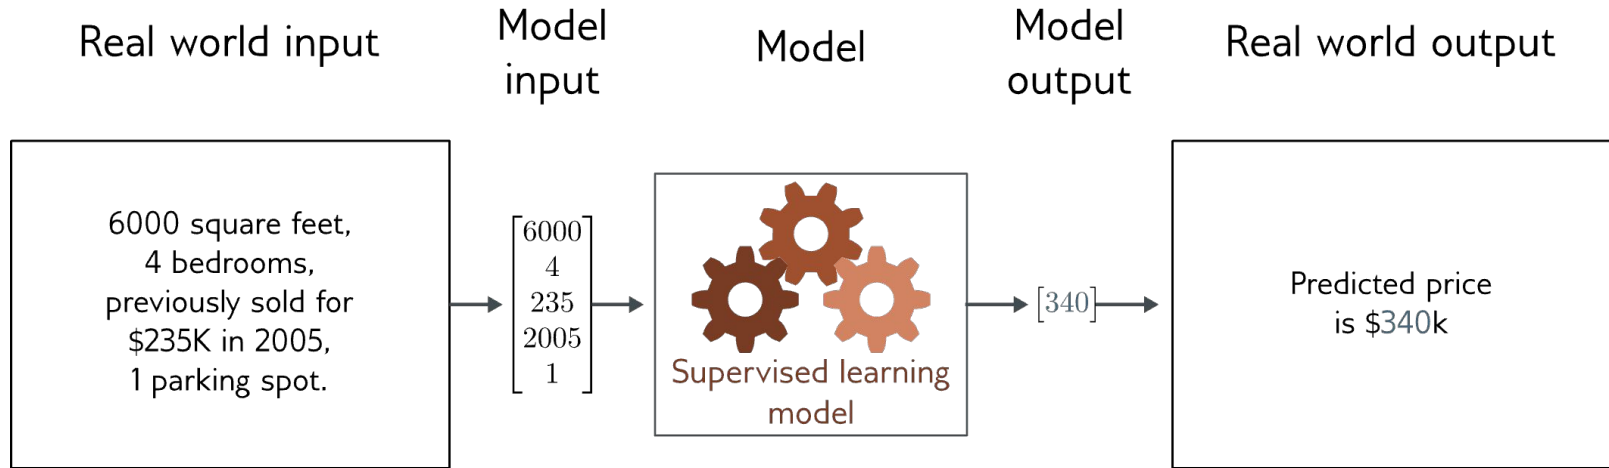 Real world input
Model
input
Model
Model
output
Real world output
6000 square feet,
4 bedrooms,
previously sold for
$235K in 2005,
1 parking spot.
6000
4
235
2005
1
Supervised learning
model
[340]
Predicted price
is $340k